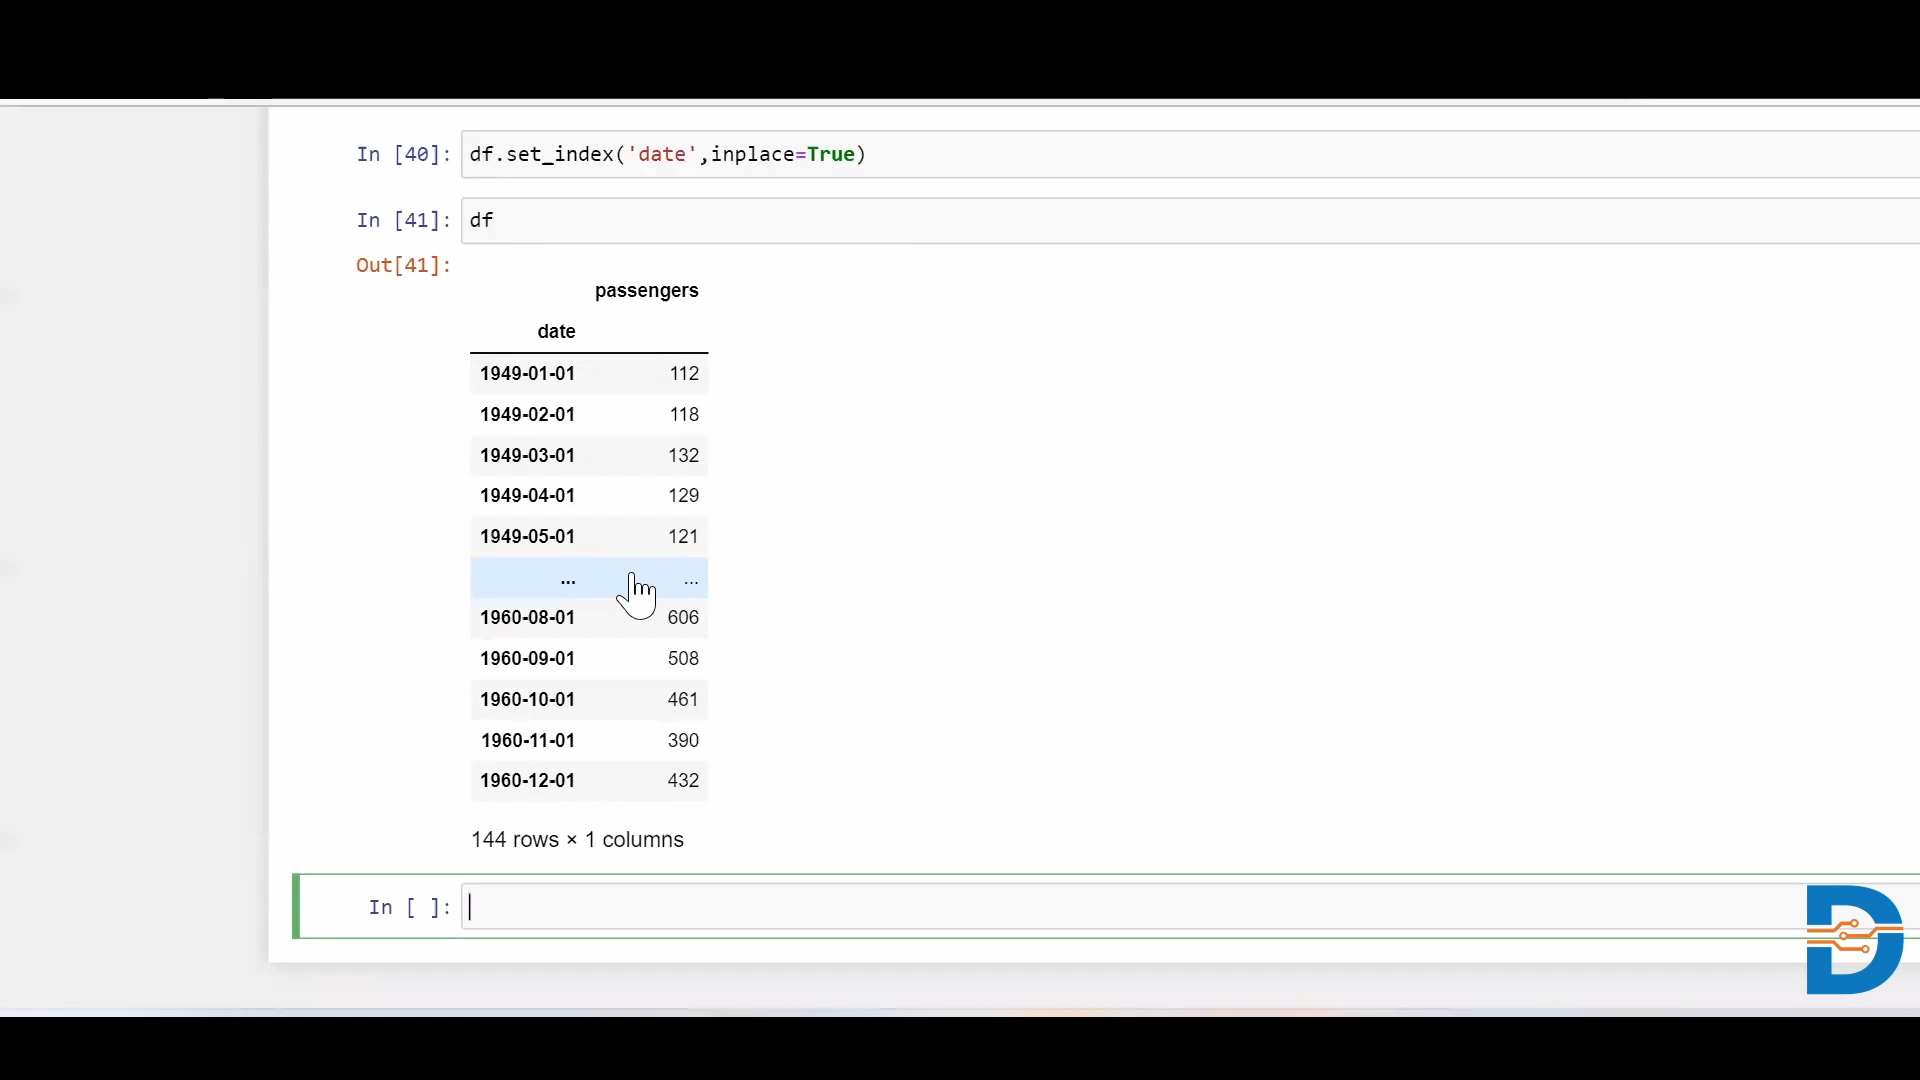 In [40]: df.set_index('date',inplace=True)
In [41]: df
Out[41]:
passengers
date
1949-01-01 112
1949-02-01 118
1949-03-01 132
1949-04-01 129
1949-05-01 121
... ...
1960-08-01 606
1960-09-01 508
1960-10-01 461
1960-11-01 390
1960-12-01 432
144 rows × 1 columns
In [ ]:
D